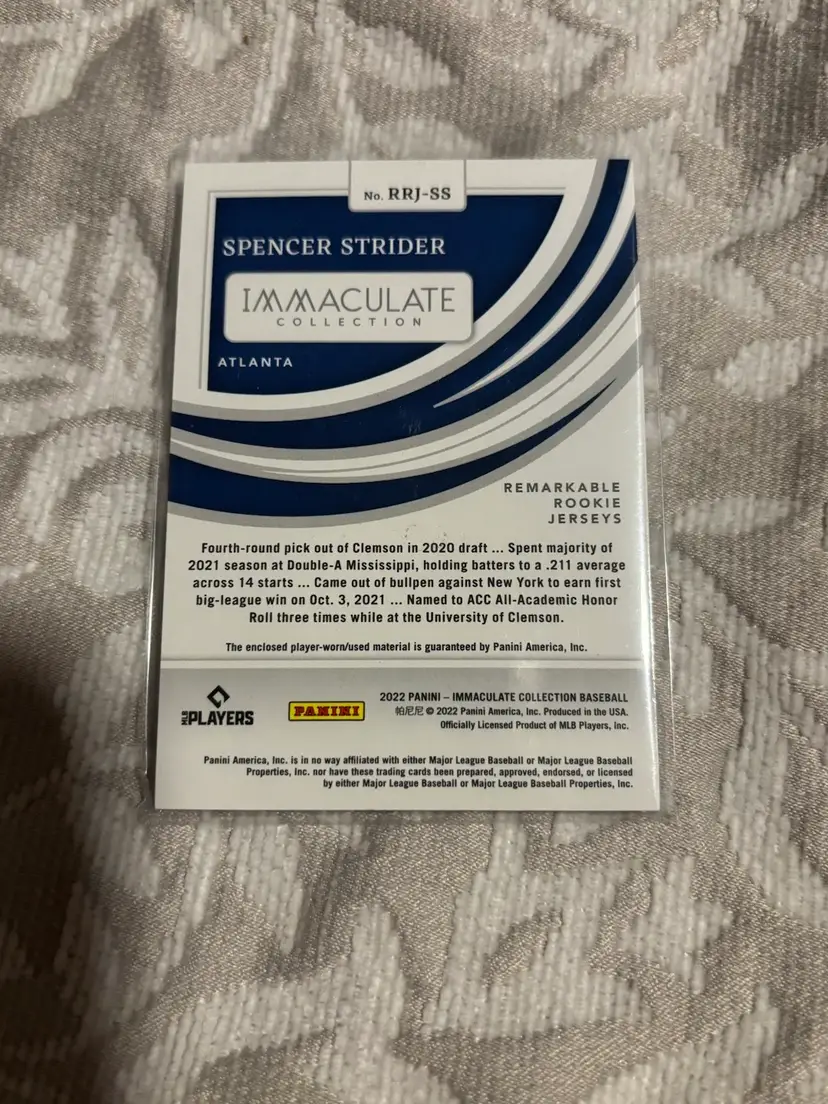 No. RRJ-SS
SPENCER STRIDER
IMMACULATE
COLLECTION
ATLANTA
REMARKABLE
ROOKIE
JERSEYS
Fourth-round pick out of Clemson in 2020 draft ... Spent majority of
2021 season at Double-A Mississippi, holding batters to a .211 average
across 14 starts ... Came out of bullpen against New York to earn first
big-league win on Oct. 3, 2021 ... Named to ACC All-Academic Honor
Roll three times while at the University of Clemson.
The enclosed player-worn/used material is guaranteed by Panini America, Inc.
MLB PLAYERS
PANINI
2022 PANINI – IMMACULATE COLLECTION BASEBALL
帕尼尼 © 2022 Panini America, Inc. Produced in the USA.
Officially Licensed Product of MLB Players, Inc.
Panini America, Inc. is in no way affiliated with either Major League Baseball or Major League Baseball
Properties, Inc. nor have these trading cards been prepared, approved, endorsed, or licensed
by either Major League Baseball or Major League Baseball Properties, Inc.